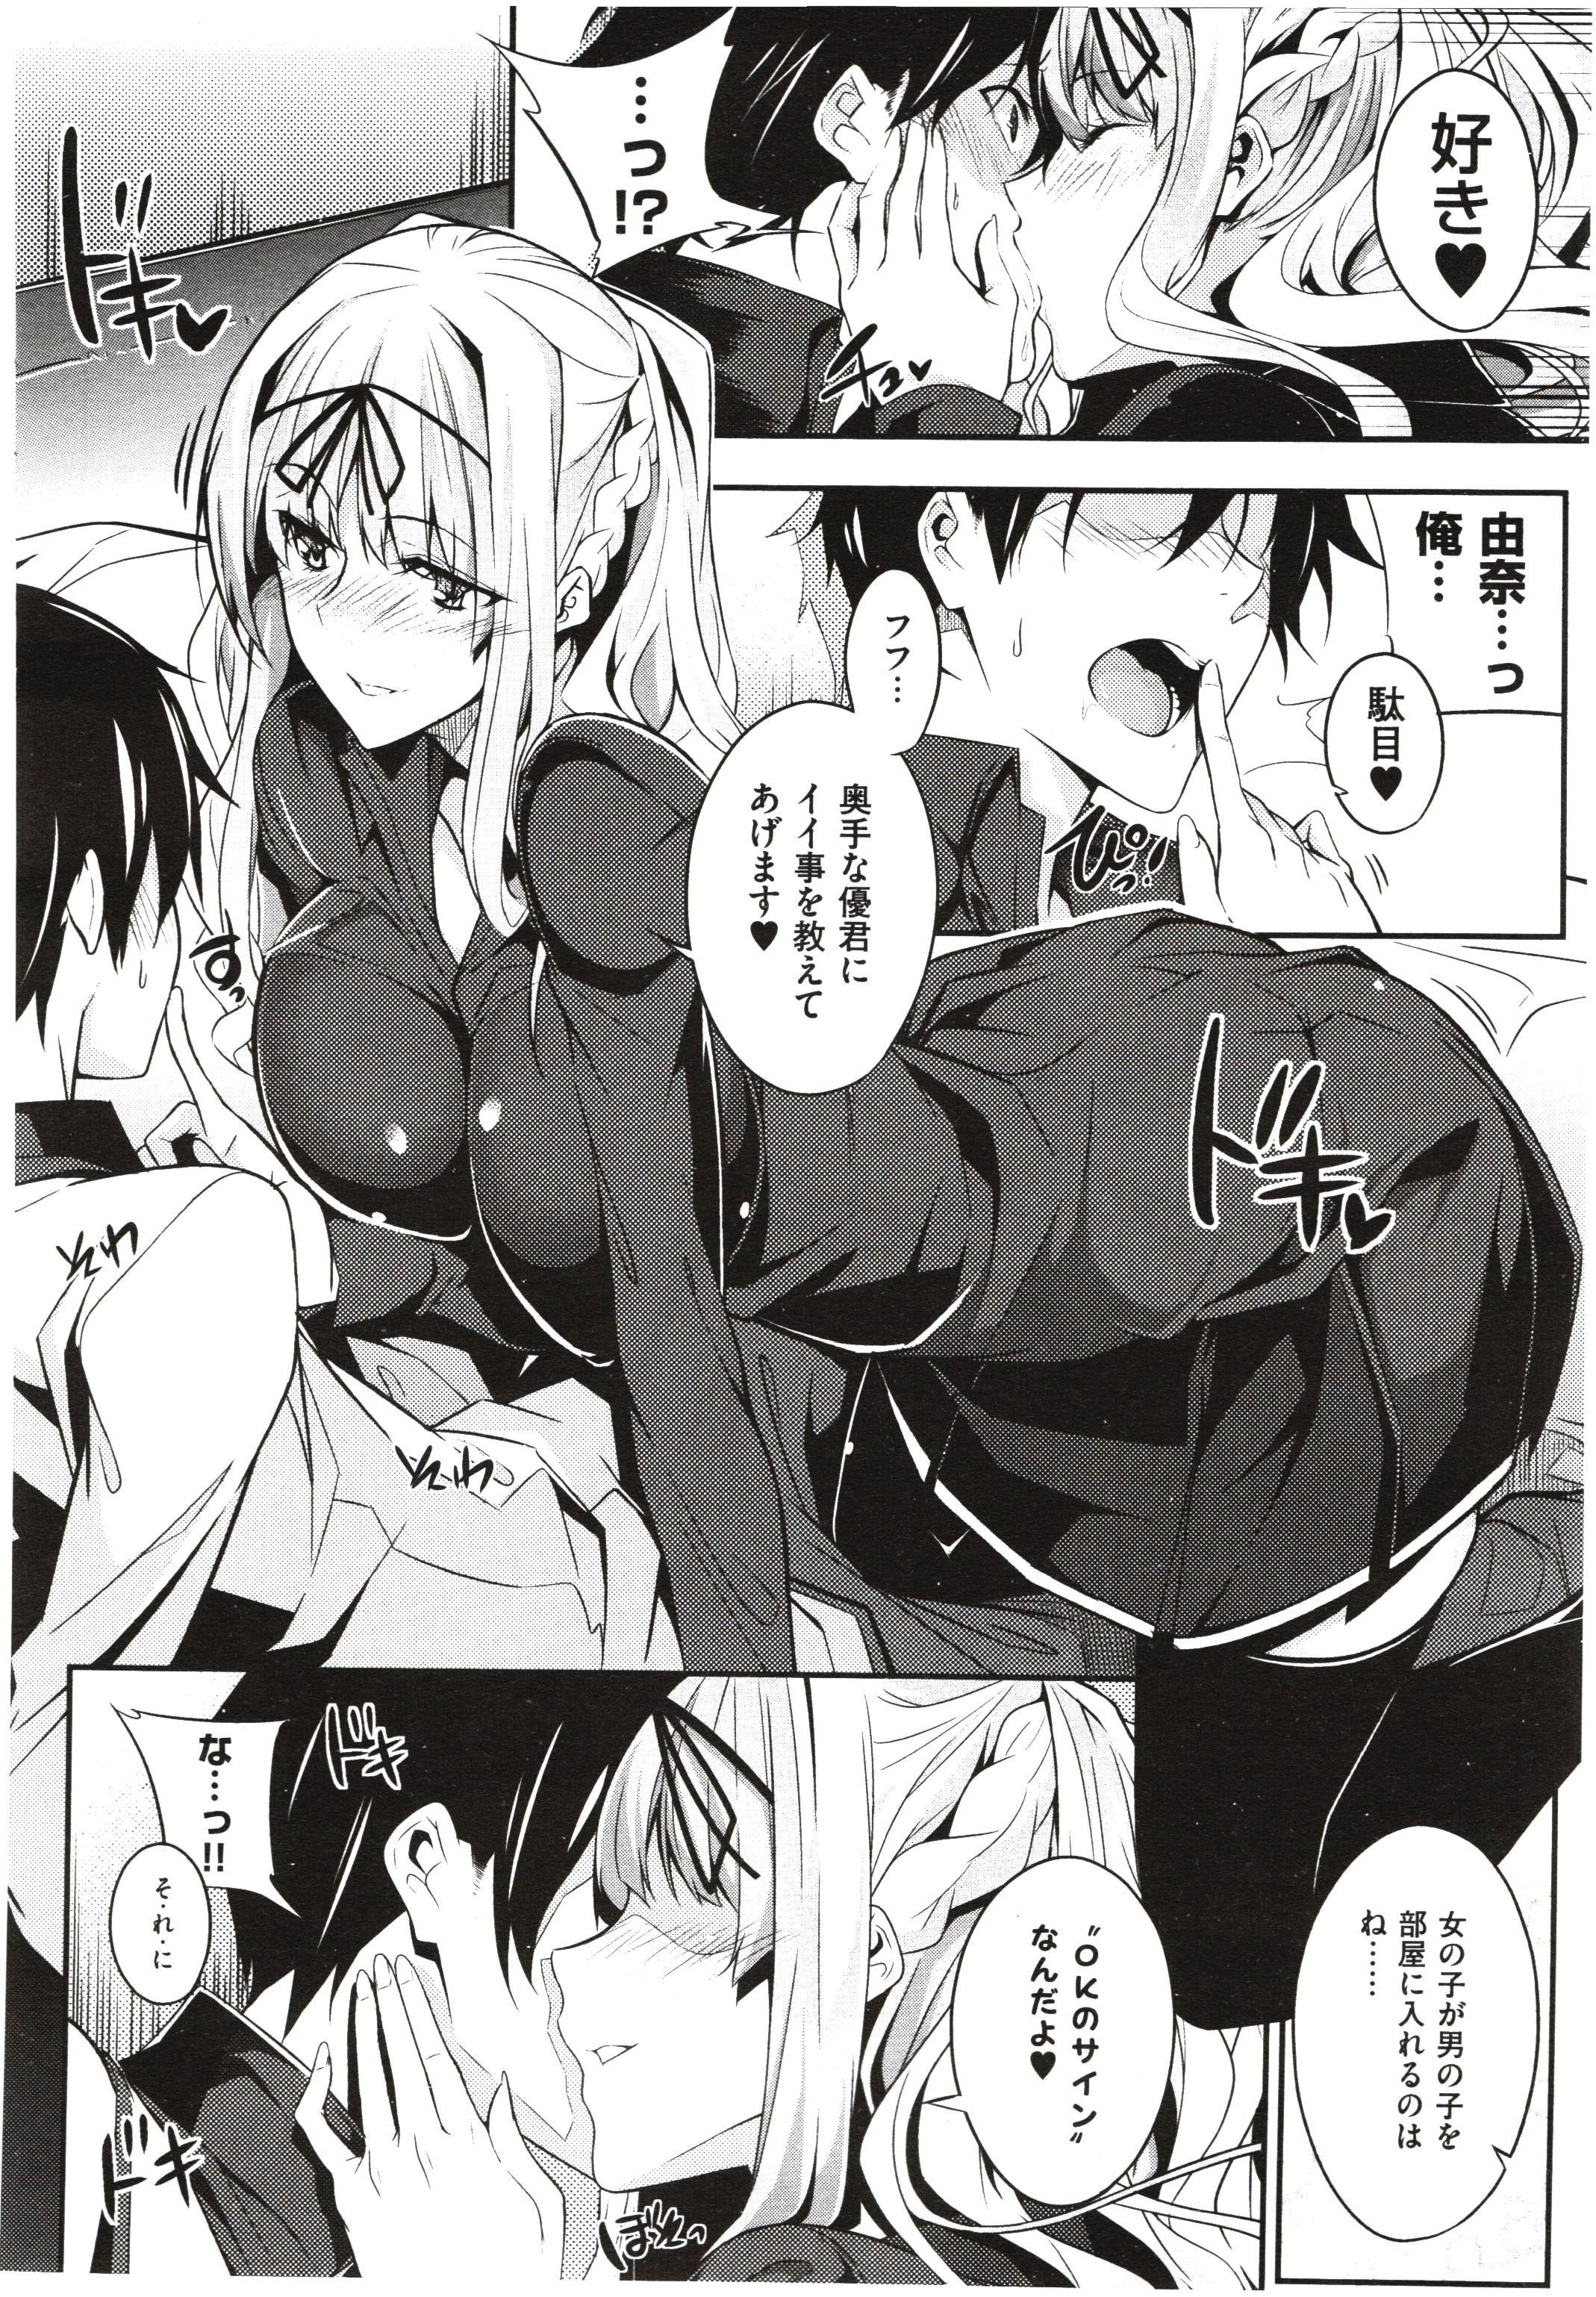 好き♥
…っ!?
チュ♥
由奈…っ
俺…
駄目♥
ぴっ!
フフ…
奥手な優君に
イイ事を教えて
あげます♥
ドキ♥
ドキ♥
すっ
そわ
そわ
女の子が男の子を
部屋に入れるのは
ね……
〝OKのサイン〟
なんだよ♥
ドキ
な…っ!!
そ・れ・に
ドキ
ぼそっ